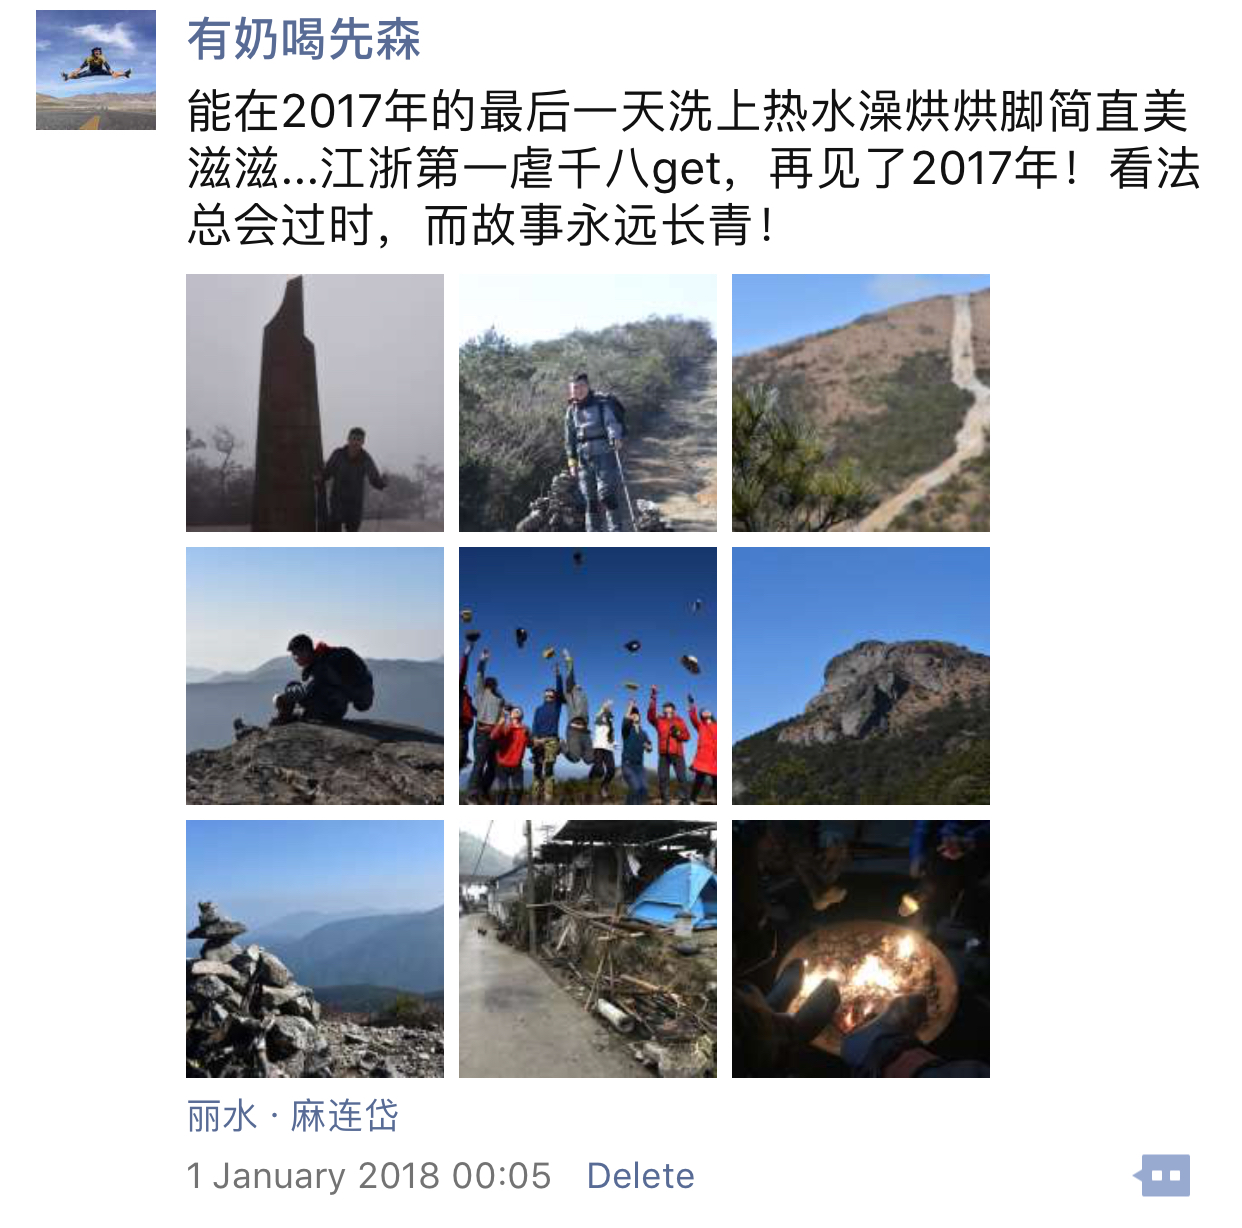 有奶喝先森
能在2017年的最后一天洗上热水澡烘烘脚简直美
滋滋...江浙第一虐千八get，再见了2017年！看法
总会过时，而故事永远长青！
丽水 · 麻连岱
1 January 2018 00:05 Delete